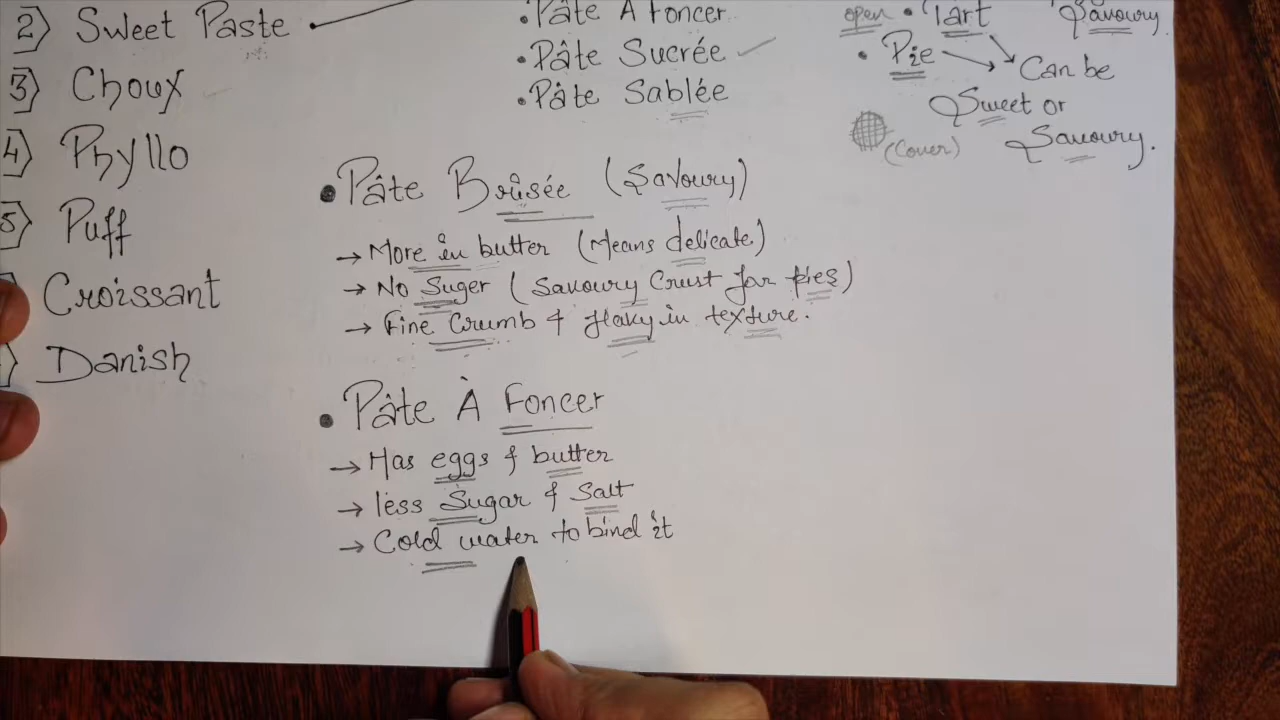 2) Sweet Paste
3) Choux
4) Phyllo
5) Puff
Croissant
Danish
• Pâte À Foncer
• Pâte Sucrée
• Pâte Sablée
open • Tart
Savoury.
• Pie
Can be
Sweet or
Savoury.
(Cover)
• Pâte Brûsée (Savoury)
→ More in butter (Means delicate)
→ No Suger (Savoury Crust for pies)
→ Fine Crumb & flaky in texture.
• Pâte À Foncer
→ Has eggs & butter
→ less Sugar & Salt
→ Cold water to bind it